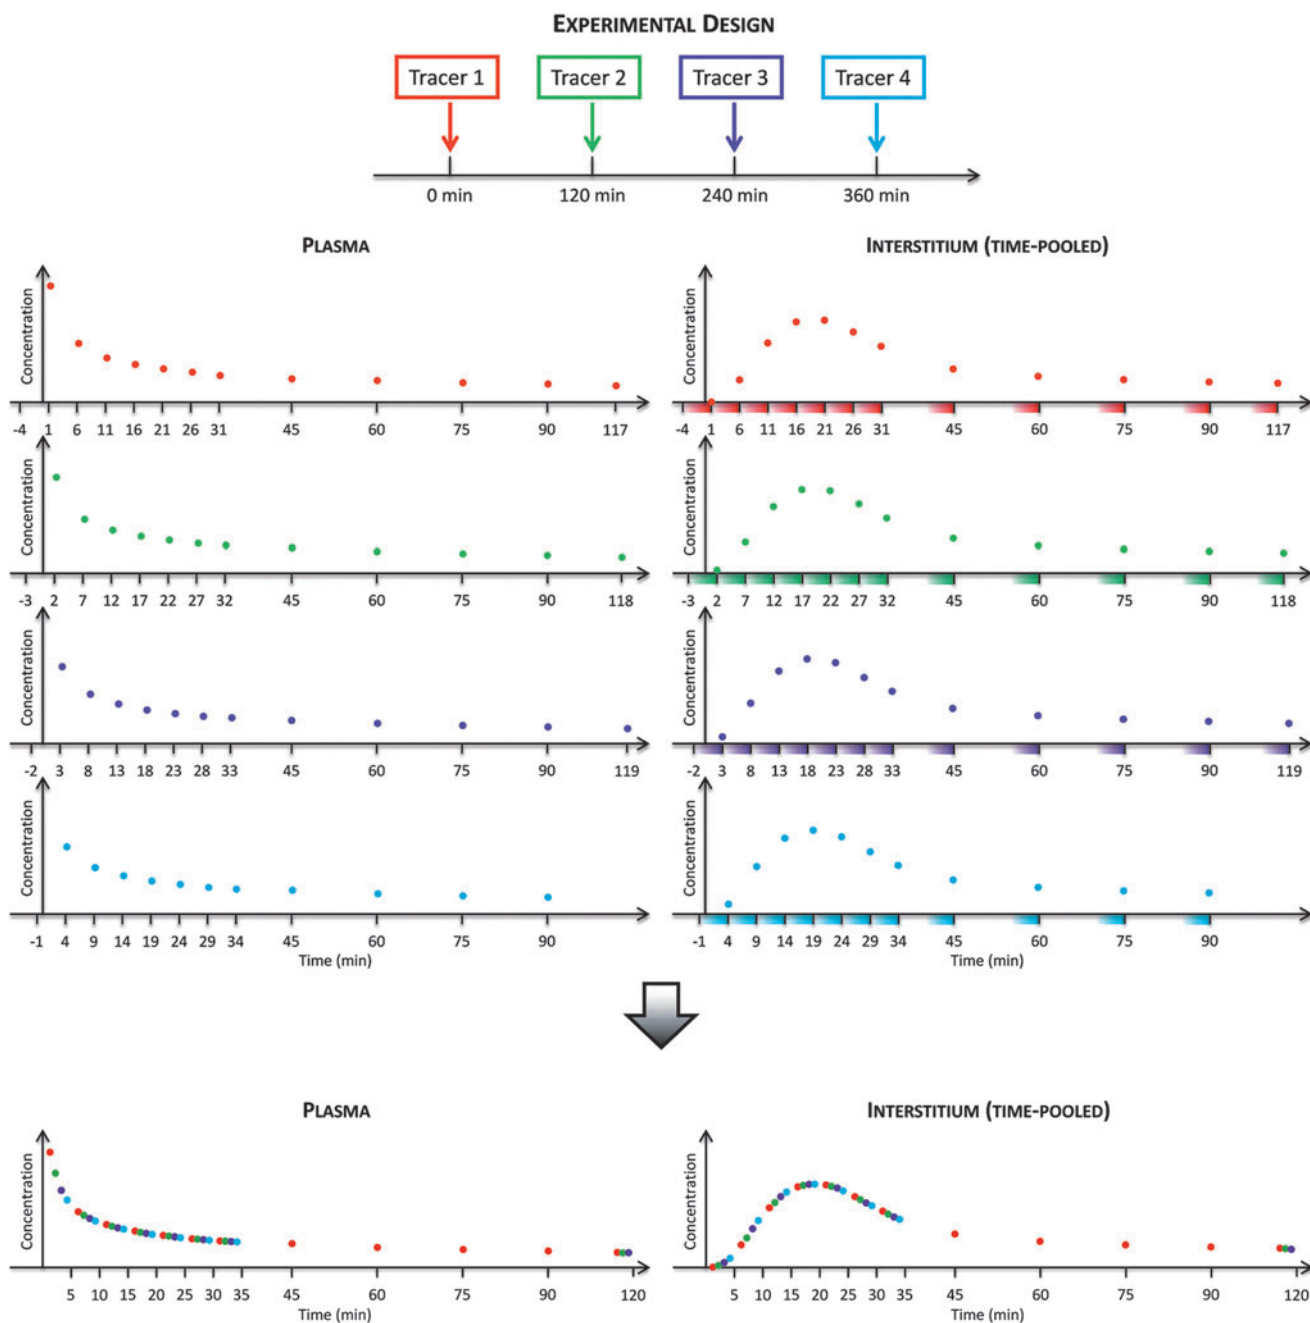 EXPERIMENTAL DESIGN
Tracer 1 Tracer 2 Tracer 3 Tracer 4
0 min 120 min 240 min 360 min
PLASMA INTERSTITIUM (TIME-POOLED)
Concentration Concentration
-4 1 6 11 16 21 26 31 45 60 75 90 117 -4 1 6 11 16 21 26 31 45 60 75 90 117
Concentration Concentration
-3 2 7 12 17 22 27 32 45 60 75 90 118 -3 2 7 12 17 22 27 32 45 60 75 90 118
Concentration Concentration
-2 3 8 13 18 23 28 33 45 60 75 90 119 -2 3 8 13 18 23 28 33 45 60 75 90 119
Concentration Concentration
-1 4 9 14 19 24 29 34 45 60 75 90 -1 4 9 14 19 24 29 34 45 60 75 90
Time (min) Time (min)
PLASMA INTERSTITIUM (TIME-POOLED)
Concentration Concentration
5 10 15 20 25 30 35 45 60 75 90 120 5 10 15 20 25 30 35 45 60 75 90 120
Time (min) Time (min)